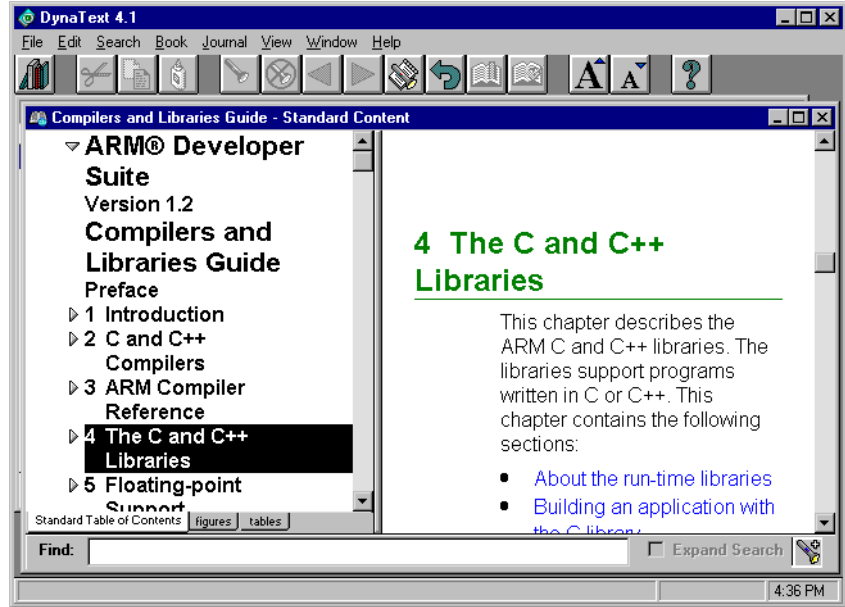 DynaText 4.1
File Edit Search Book Journal View Window Help
Compilers and Libraries Guide - Standard Content
ARM® Developer
Suite
Version 1.2
Compilers and
Libraries Guide
Preface
1 Introduction
2 C and C++
Compilers
3 ARM Compiler
Reference
4 The C and C++
Libraries
5 Floating-point
Support
Standard Table of Contents figures tables
4 The C and C++
Libraries
This chapter describes the
ARM C and C++ libraries. The
libraries support programs
written in C or C++. This
chapter contains the following
sections:
• About the run-time libraries
• Building an application with
the C library
Find: Expand Search
4:36 PM